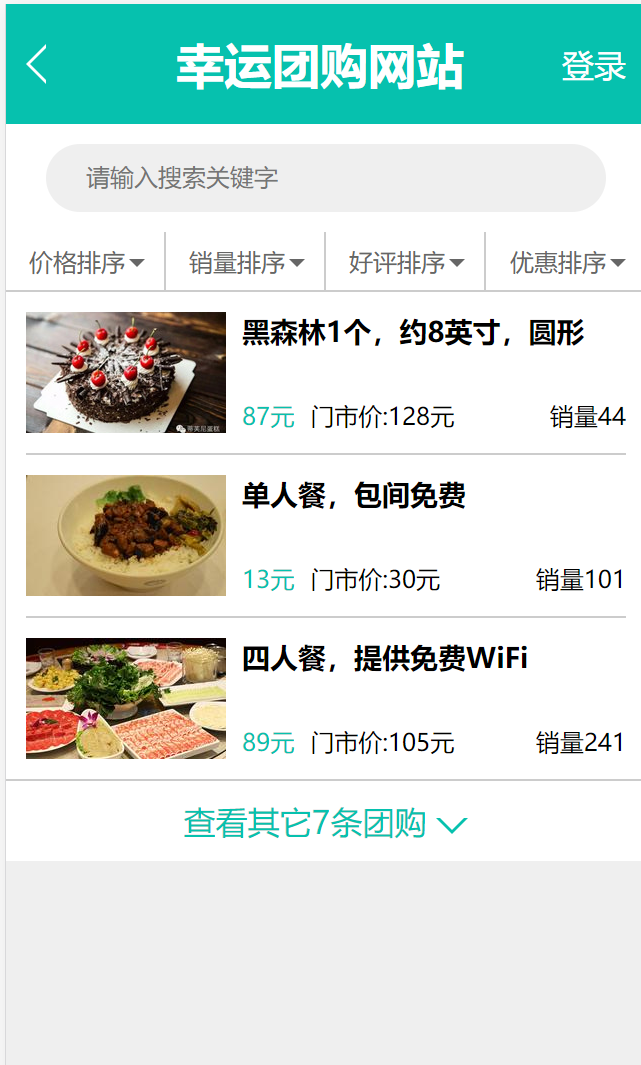 幸运团购网站
登录
请输入搜索关键字
价格排序 销量排序 好评排序 优惠排序
黑森林1个，约8英寸，圆形
87元 门市价:128元 销量44
蒂芙尼蛋糕
单人餐，包间免费
13元 门市价:30元 销量101
四人餐，提供免费WiFi
89元 门市价:105元 销量241
查看其它7条团购